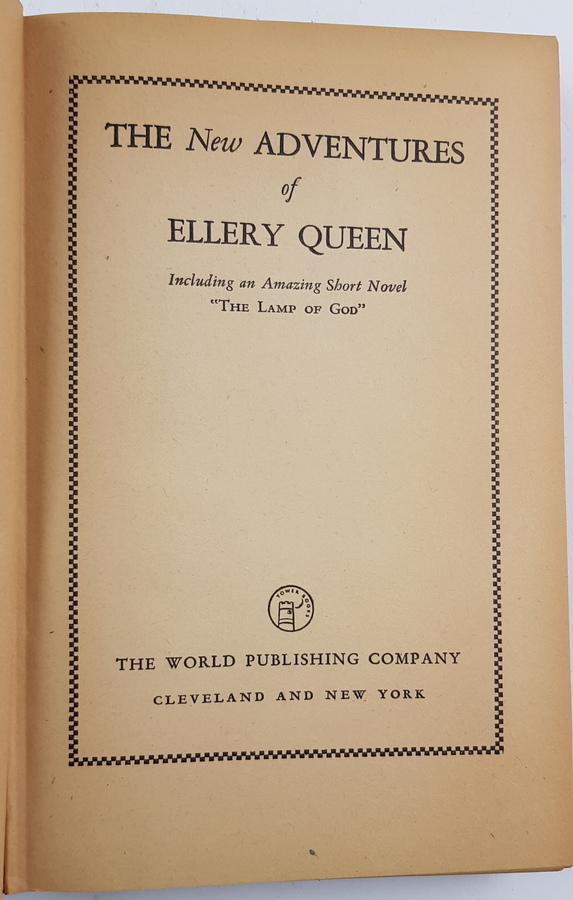 THE New ADVENTURES
of
ELLERY QUEEN
Including an Amazing Short Novel
"THE LAMP OF GOD"
TOWER BOOKS
THE WORLD PUBLISHING COMPANY
CLEVELAND AND NEW YORK